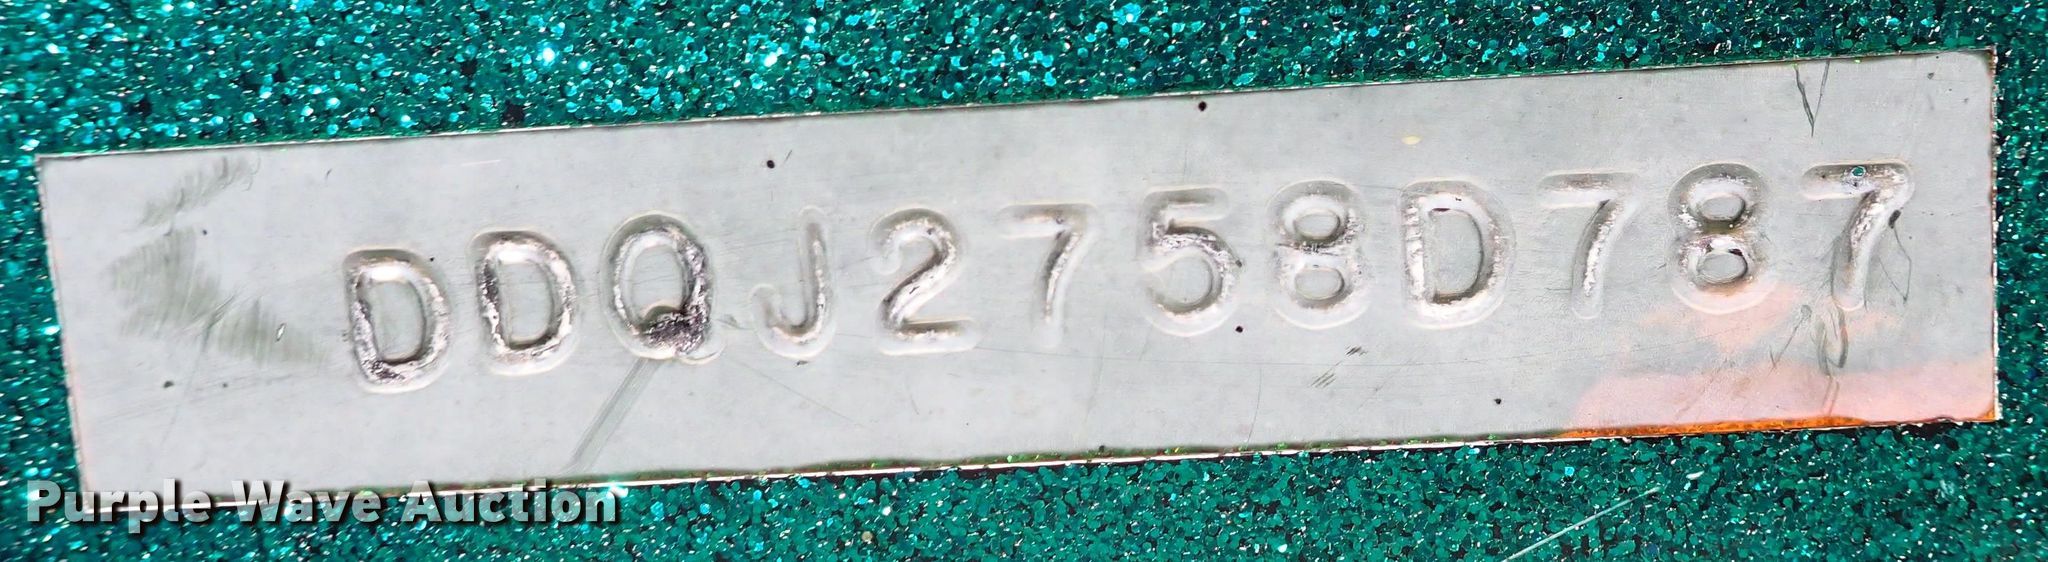 DDQJ2758D787
Purple Wave Auction